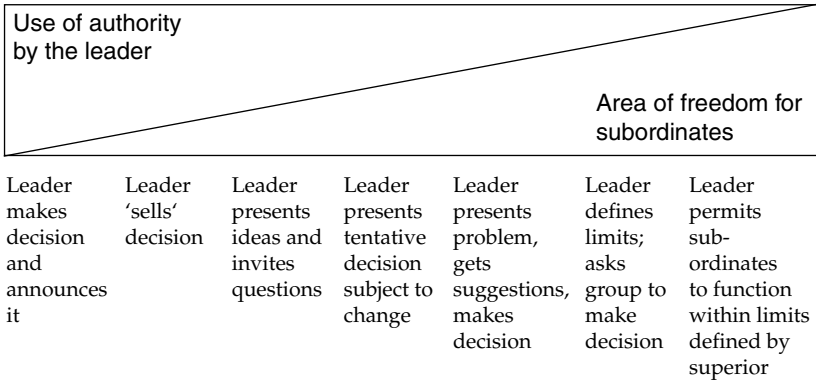 Use of authority
by the leader
Area of freedom for
subordinates
Leader
makes
decision
and
announces
it
Leader
‘sells‘
decision
Leader
presents
ideas and
invites
questions
Leader
presents
tentative
decision
subject to
change
Leader
presents
problem,
gets
suggestions,
makes
decision
Leader
defines
limits;
asks
group to
make
decision
Leader
permits
sub-
ordinates
to function
within limits
defined by
superior